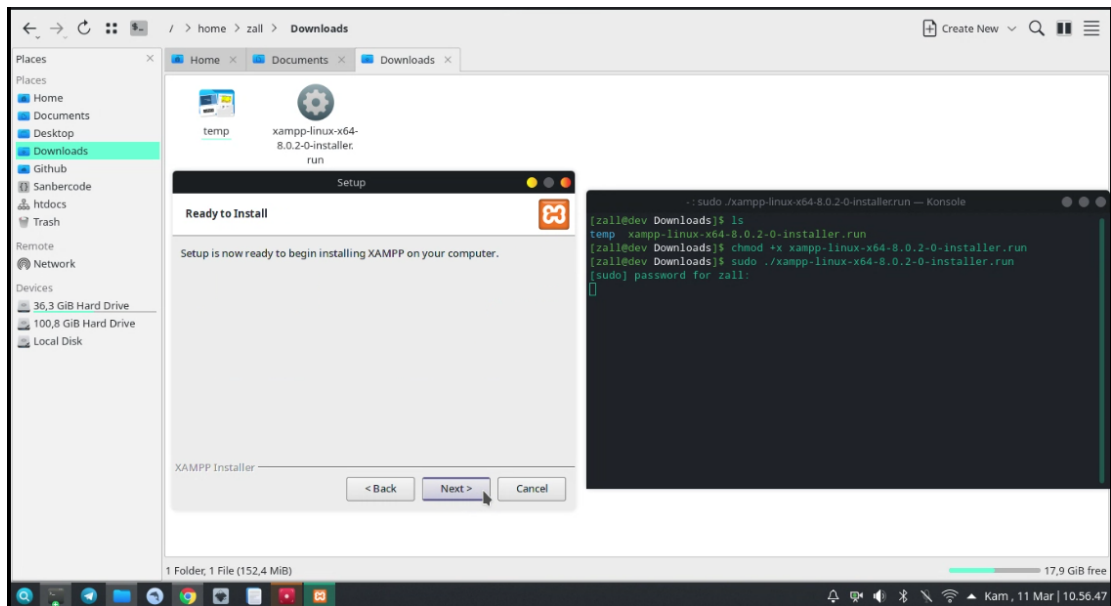 / > home > zall > Downloads
Create New
Places
Home
Documents
Downloads
Places
Home
Documents
Desktop
Downloads
Github
Sanbercode
htdocs
Trash
Remote
Network
Devices
36,3 GiB Hard Drive
100,8 GiB Hard Drive
Local Disk
temp
xampp-linux-x64-
8.0.2-0-installer.
run
Setup
Ready to Install
Setup is now ready to begin installing XAMPP on your computer.
XAMPP Installer
< Back
Next >
Cancel
- : sudo ./xampp-linux-x64-8.0.2-0-installer.run — Konsole
[zall@dev Downloads]$ ls
temp xampp-linux-x64-8.0.2-0-installer.run
[zall@dev Downloads]$ chmod +x xampp-linux-x64-8.0.2-0-installer.run
[zall@dev Downloads]$ sudo ./xampp-linux-x64-8.0.2-0-installer.run
[sudo] password for zall:
1 Folder, 1 File (152,4 MiB)
17,9 GiB free
Kam , 11 Mar | 10.56.47